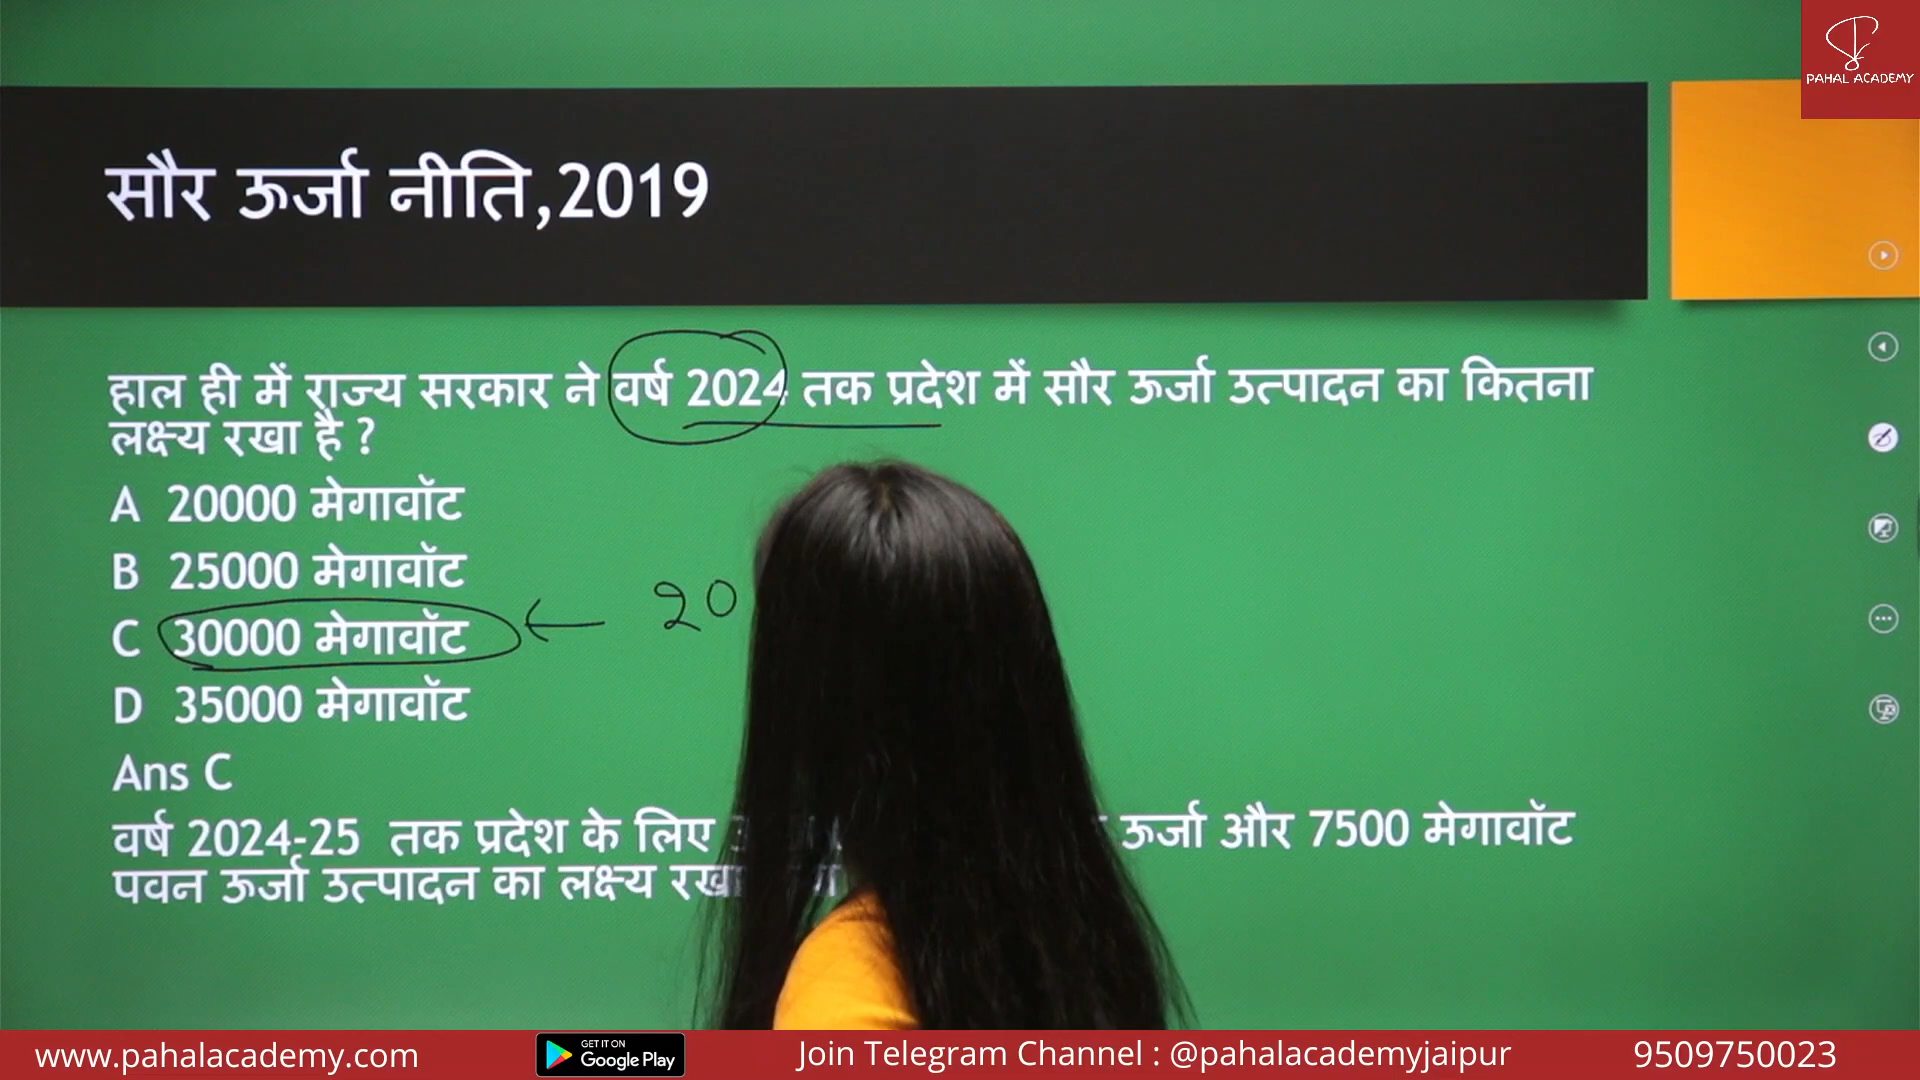 PAHAL ACADEMY
सौर ऊर्जा नीति,2019
हाल ही में राज्य सरकार ने वर्ष 2024 तक प्रदेश में सौर ऊर्जा उत्पादन का कितना
लक्ष्य रखा है ?
A 20000 मेगावॉट
B 25000 मेगावॉट
C 30000 मेगावॉट ← 20
D 35000 मेगावॉट
Ans C
वर्ष 2024-25 तक प्रदेश के लिए ऊर्जा और 7500 मेगावॉट
पवन ऊर्जा उत्पादन का लक्ष्य रखा
www.pahalacademy.com
GET IT ON
Google Play
Join Telegram Channel : @pahalacademyjaipur
9509750023